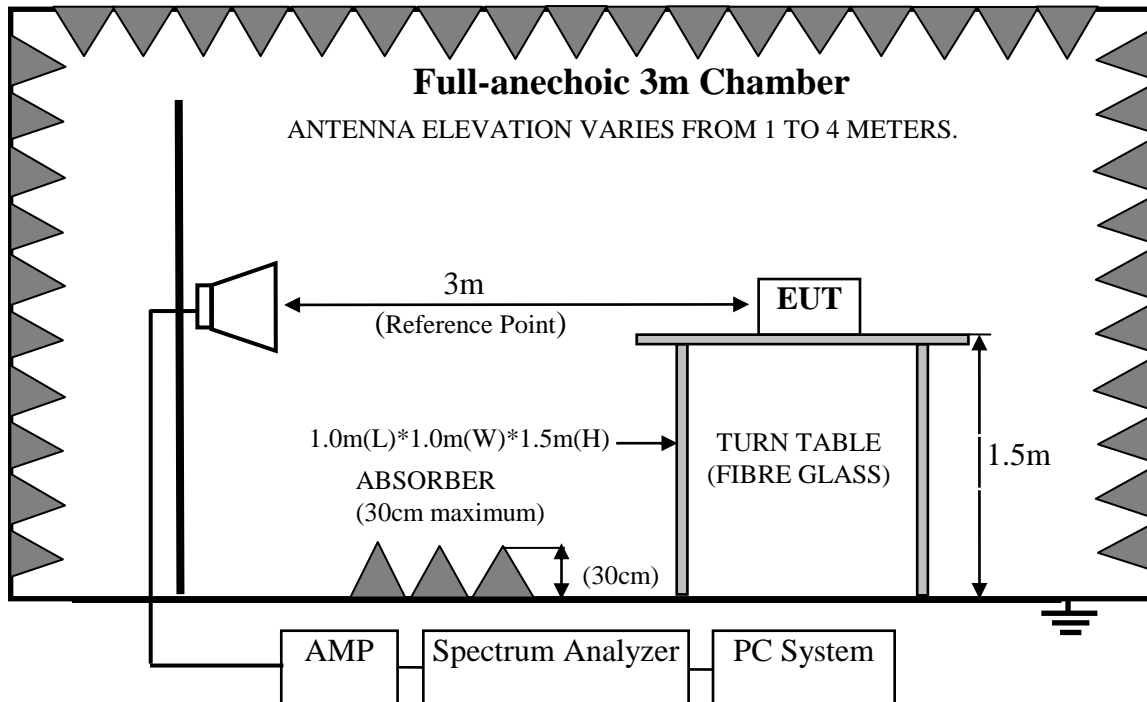 Full-anechoic 3m Chamber
ANTENNA ELEVATION VARIES FROM 1 TO 4 METERS.
3m
(Reference Point)
EUT
1.0m(L)*1.0m(W)*1.5m(H)
TURN TABLE
(FIBRE GLASS)
1.5m
ABSORBER
(30cm maximum)
(30cm)
AMP
Spectrum Analyzer
PC System